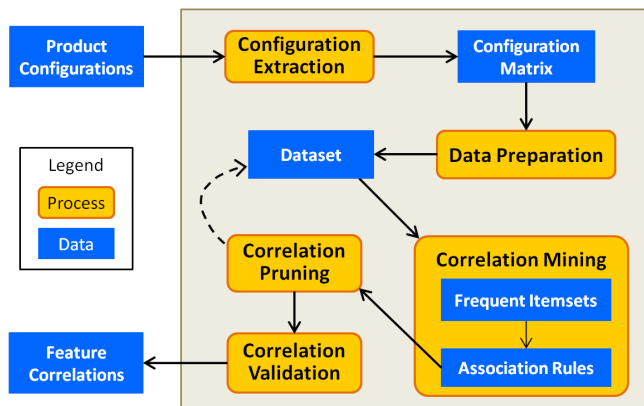 Product
Configurations
Configuration
Extraction
Configuration
Matrix
Dataset
Data Preparation
Legend
Process
Data
Correlation
Pruning
Correlation Mining
Frequent Itemsets
Association Rules
Feature
Correlations
Correlation
Validation